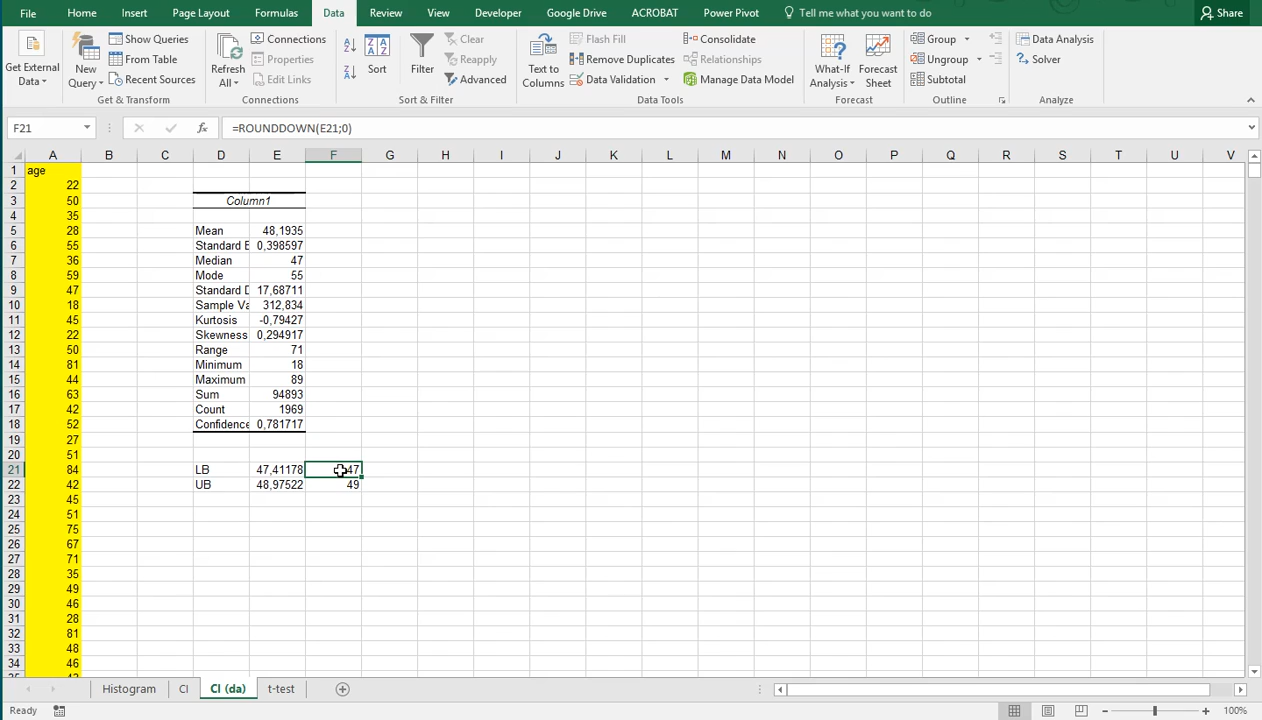 File Home Insert Page Layout Formulas Data Review View Developer Google Drive ACROBAT Power Pivot Tell me what you want to do Share
Get External Data
New Query
Show Queries
From Table
Recent Sources
Get & Transform
Refresh All
Connections
Properties
Edit Links
Connections
Sort
Filter
Clear
Reapply
Advanced
Sort & Filter
Text to Columns
Flash Fill
Remove Duplicates
Data Validation
Consolidate
Relationships
Manage Data Model
Data Tools
What-If Analysis
Forecast Sheet
Forecast
Group
Ungroup
Subtotal
Outline
Data Analysis
Solver
Analyze
F21 fx =ROUNDDOWN(E21;0)
A B C D E F G H I J K L M N O P Q R S T U V
1 age
2 22
3 50 Column1
4 35
5 28 Mean 48,1935
6 55 Standard E 0,398597
7 36 Median 47
8 59 Mode 55
9 47 Standard D 17,68711
10 18 Sample Va 312,834
11 45 Kurtosis -0,79427
12 22 Skewness 0,294917
13 50 Range 71
14 81 Minimum 18
15 44 Maximum 89
16 63 Sum 94893
17 42 Count 1969
18 52 Confidence 0,781717
19 27
20 51
21 84 LB 47,41178 47
22 42 UB 48,97522 49
23 45
24 51
25 75
26 67
27 71
28 35
29 49
30 46
31 28
32 81
33 48
34 46
Histogram CI CI (da) t-test
Ready 100%